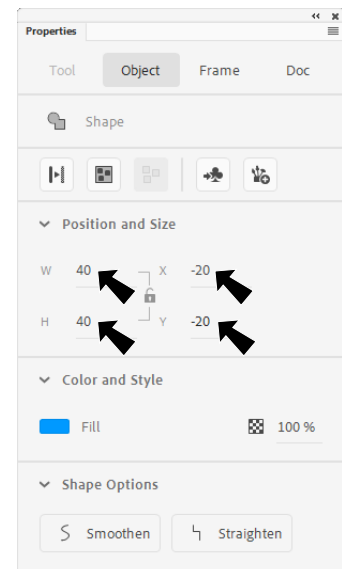 Properties
Tool Object Frame Doc
Shape
Position and Size
W 40 X -20
H 40 Y -20
Color and Style
Fill 100 %
Shape Options
Smoothen Straighten